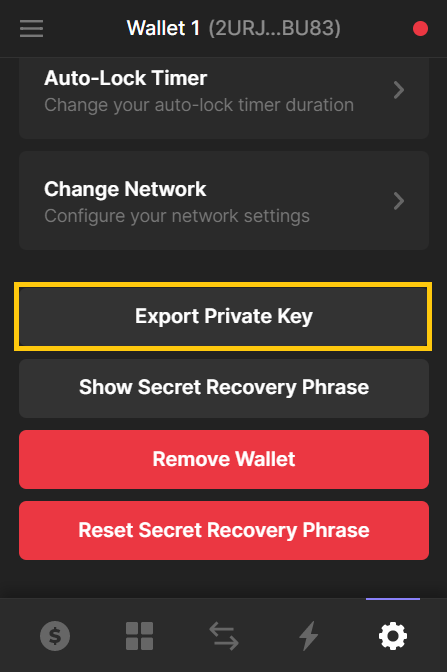 Wallet 1 (2URJ...BU83)
Auto-Lock Timer
Change your auto-lock timer duration
Change Network
Configure your network settings
Export Private Key
Show Secret Recovery Phrase
Remove Wallet
Reset Secret Recovery Phrase
$